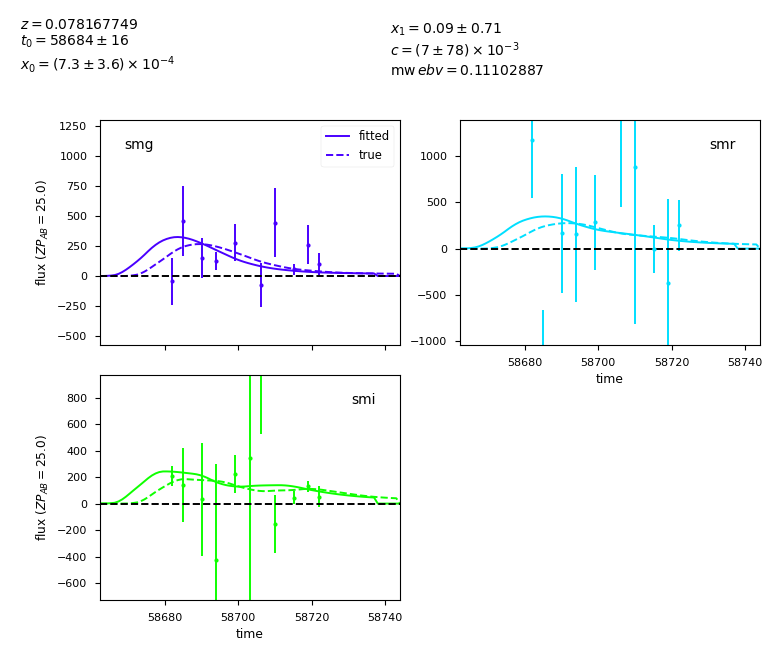 z = 0.078167749
t₀ = 58684 ± 16
x₀ = (7.3 ± 3.6) × 10⁻⁴
x₁ = 0.09 ± 0.71
c = (7 ± 78) × 10⁻³
mw ebv = 0.11102887
smg
fitted
true
1250
1000
750
500
250
0
−250
−500
flux (ZP_AB = 25.0)
smr
1000
500
0
−500
−1000
58680 58700 58720 58740
time
smi
800
600
400
200
0
−200
−400
−600
flux (ZP_AB = 25.0)
58680 58700 58720 58740
time